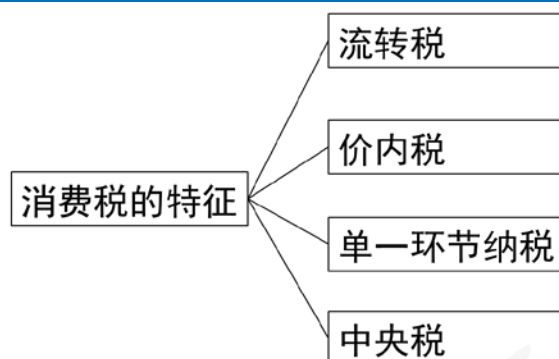 流转税
价内税
消费税的特征
单一环节纳税
中央税